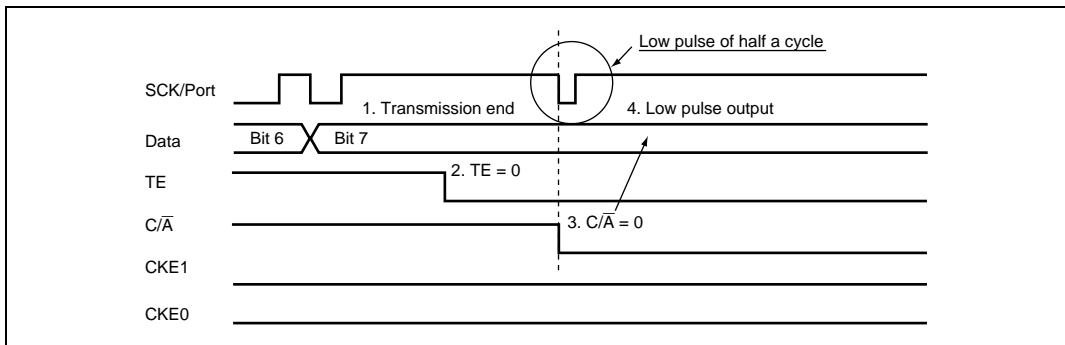 Low pulse of half a cycle
SCK/Port
1. Transmission end
4. Low pulse output
Data
Bit 6
Bit 7
TE
2. TE = 0
C/A̅
3. C/A̅ = 0
CKE1
CKE0